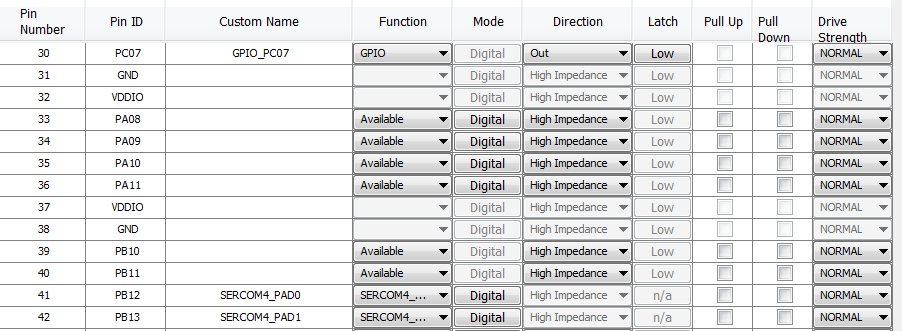 Pin Number Pin ID Custom Name Function Mode Direction Latch Pull Up Pull Down Drive Strength
30 PC07 GPIO_PC07 GPIO Digital Out Low NORMAL
31 GND Digital High Impedance Low NORMAL
32 VDDIO Digital High Impedance Low NORMAL
33 PA08 Available Digital High Impedance Low NORMAL
34 PA09 Available Digital High Impedance Low NORMAL
35 PA10 Available Digital High Impedance Low NORMAL
36 PA11 Available Digital High Impedance Low NORMAL
37 VDDIO Digital High Impedance Low NORMAL
38 GND Digital High Impedance Low NORMAL
39 PB10 Available Digital High Impedance Low NORMAL
40 PB11 Available Digital High Impedance Low NORMAL
41 PB12 SERCOM4_PAD0 SERCOM4_... Digital High Impedance n/a NORMAL
42 PB13 SERCOM4_PAD1 SERCOM4_... Digital High Impedance n/a NORMAL